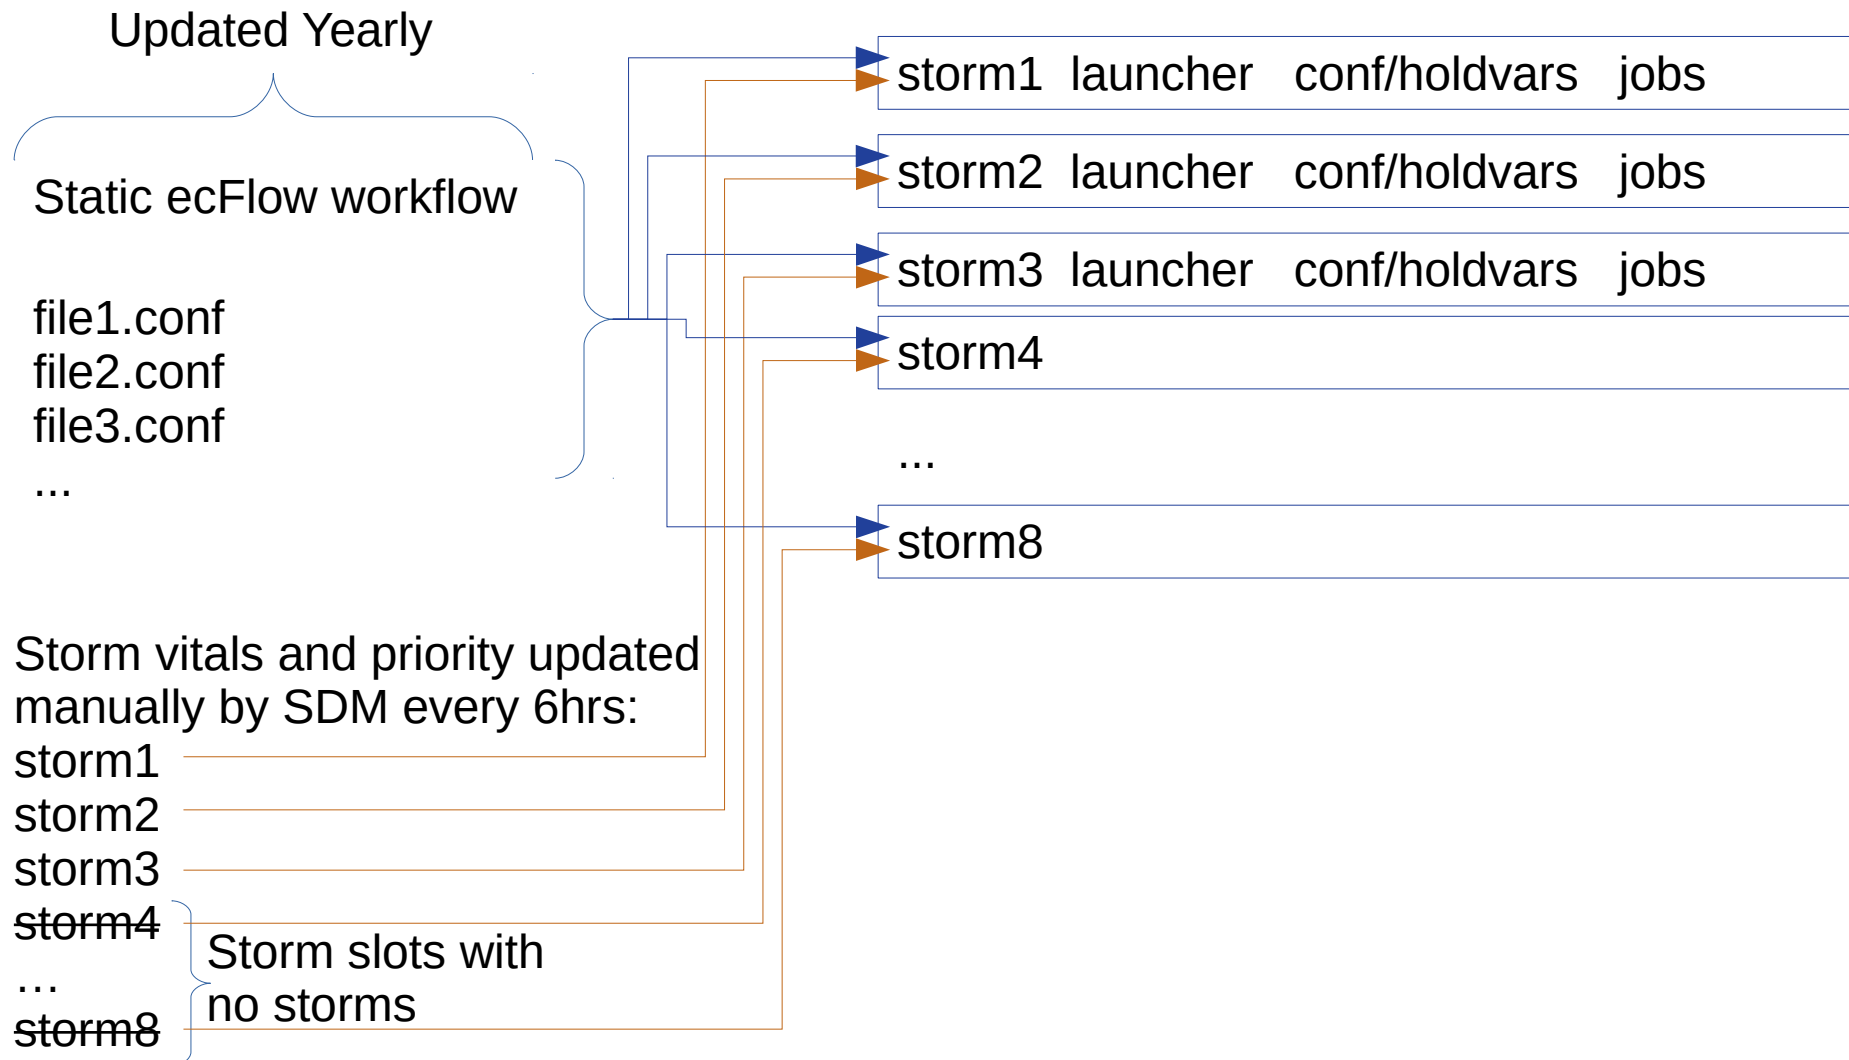 Updated Yearly
Static ecFlow workflow
file1.conf
file2.conf
file3.conf
...
storm1 launcher conf/holdvars jobs
storm2 launcher conf/holdvars jobs
storm3 launcher conf/holdvars jobs
storm4
...
storm8
Storm vitals and priority updated
manually by SDM every 6hrs:
storm1
storm2
storm3
storm4
...
storm8
Storm slots with
no storms